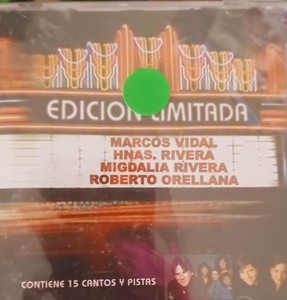 EDICION LIMITADA
MARCOS VIDAL
HNAS. RIVERA
MIGDALIA RIVERA
ROBERTO ORELLANA
CONTIENE 15 CANTOS Y PISTAS